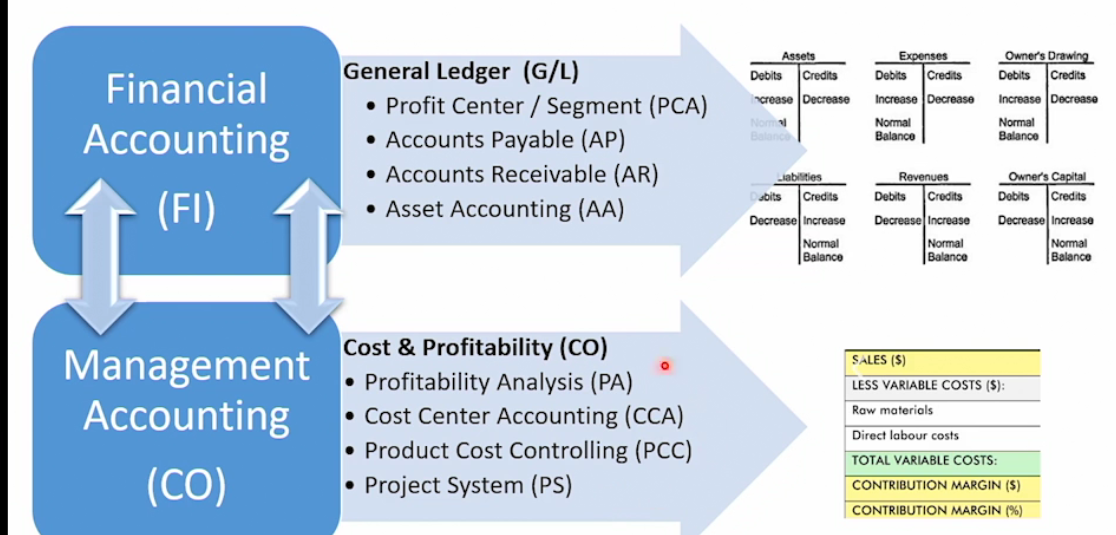 Financial
Accounting
(FI)
General Ledger (G/L)
• Profit Center / Segment (PCA)
• Accounts Payable (AP)
• Accounts Receivable (AR)
• Asset Accounting (AA)
Assets
Debits Credits
Increase Decrease
Normal
Balance
Expenses
Debits Credits
Increase Decrease
Normal
Balance
Owner's Drawing
Debits Credits
Increase Decrease
Normal
Balance
Liabilities
Debits Credits
Decrease Increase
Normal
Balance
Revenues
Debits Credits
Decrease Increase
Normal
Balance
Owner's Capital
Debits Credits
Decrease Increase
Normal
Balance
Management
Accounting
(CO)
Cost & Profitability (CO)
• Profitability Analysis (PA)
• Cost Center Accounting (CCA)
• Product Cost Controlling (PCC)
• Project System (PS)
SALES ($)
LESS VARIABLE COSTS ($):
Raw materials
Direct labour costs
TOTAL VARIABLE COSTS:
CONTRIBUTION MARGIN ($)
CONTRIBUTION MARGIN (%)